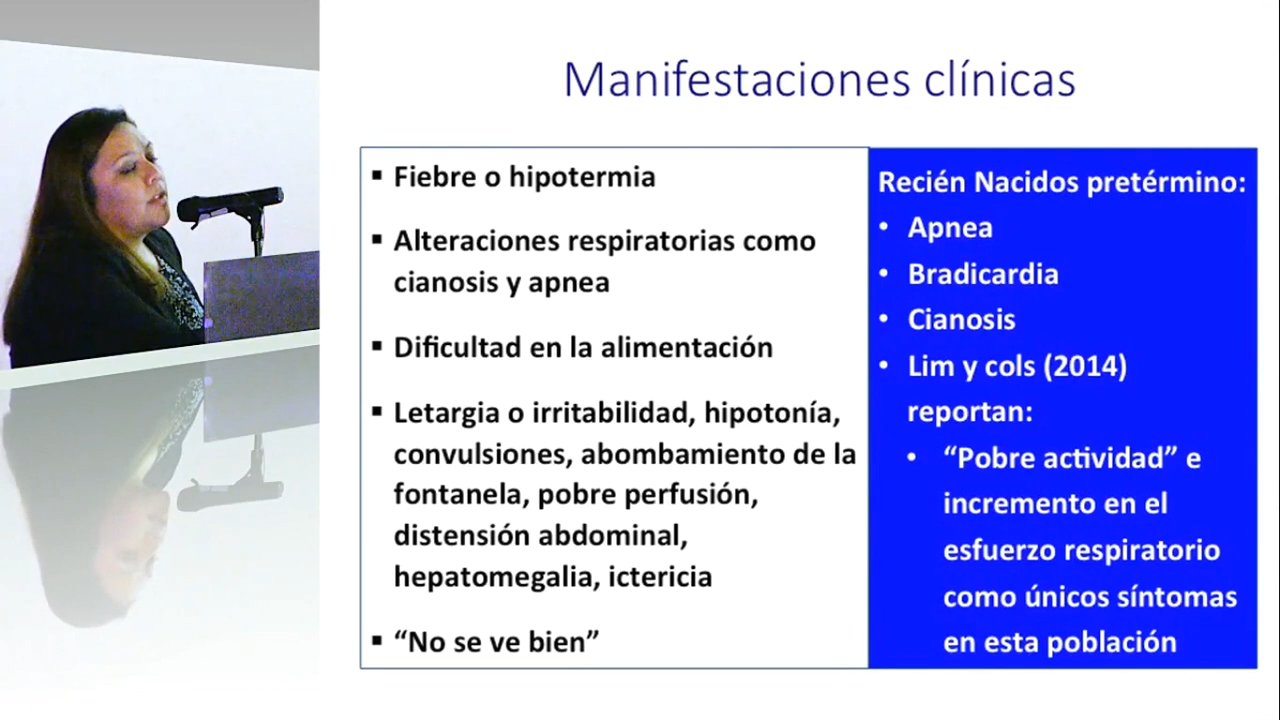 Manifestaciones clínicas
▪ Fiebre o hipotermia
▪ Alteraciones respiratorias como
cianosis y apnea
▪ Dificultad en la alimentación
▪ Letargia o irritabilidad, hipotonía,
convulsiones, abombamiento de la
fontanela, pobre perfusión,
distensión abdominal,
hepatomegalia, ictericia
▪ “No se ve bien”
Recién Nacidos pretérmino:
• Apnea
• Bradicardia
• Cianosis
• Lim y cols (2014)
reportan:
• “Pobre actividad” e
incremento en el
esfuerzo respiratorio
como únicos síntomas
en esta población